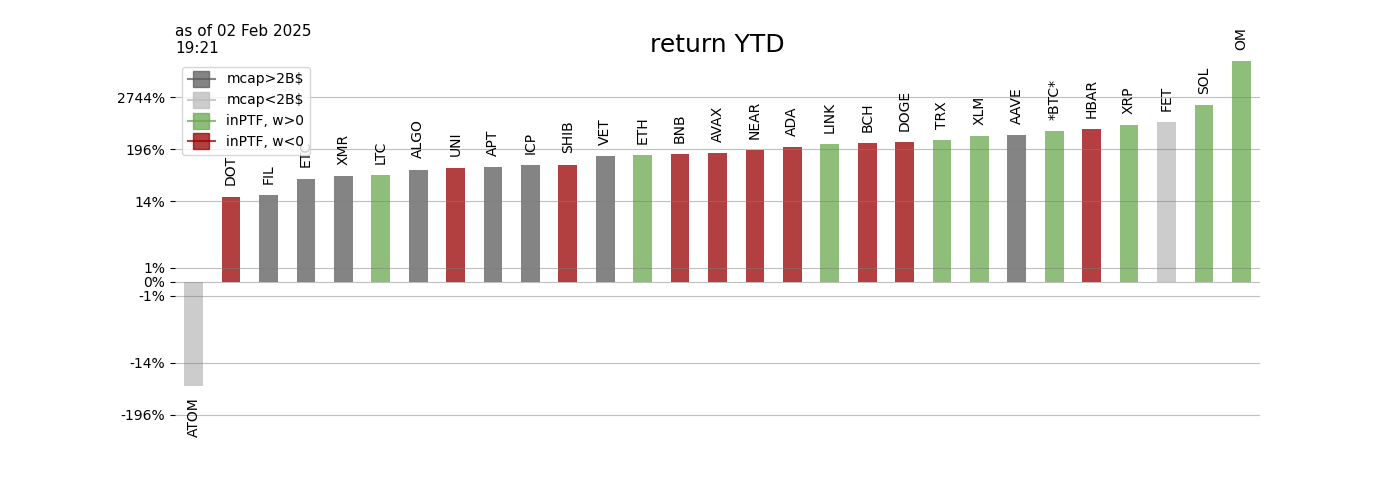 as of 02 Feb 2025
19:21
return YTD
mcap>2B$
mcap<2B$
inPTF, w>0
inPTF, w<0
2744%
196%
14%
1%
0%
-1%
-14%
-196%
ATOM
DOT
FIL
ETC
XMR
LTC
ALGO
UNI
APT
ICP
SHIB
VET
ETH
BNB
AVAX
NEAR
ADA
LINK
BCH
DOGE
TRX
XLM
AAVE
*BTC*
HBAR
XRP
FET
SOL
OM